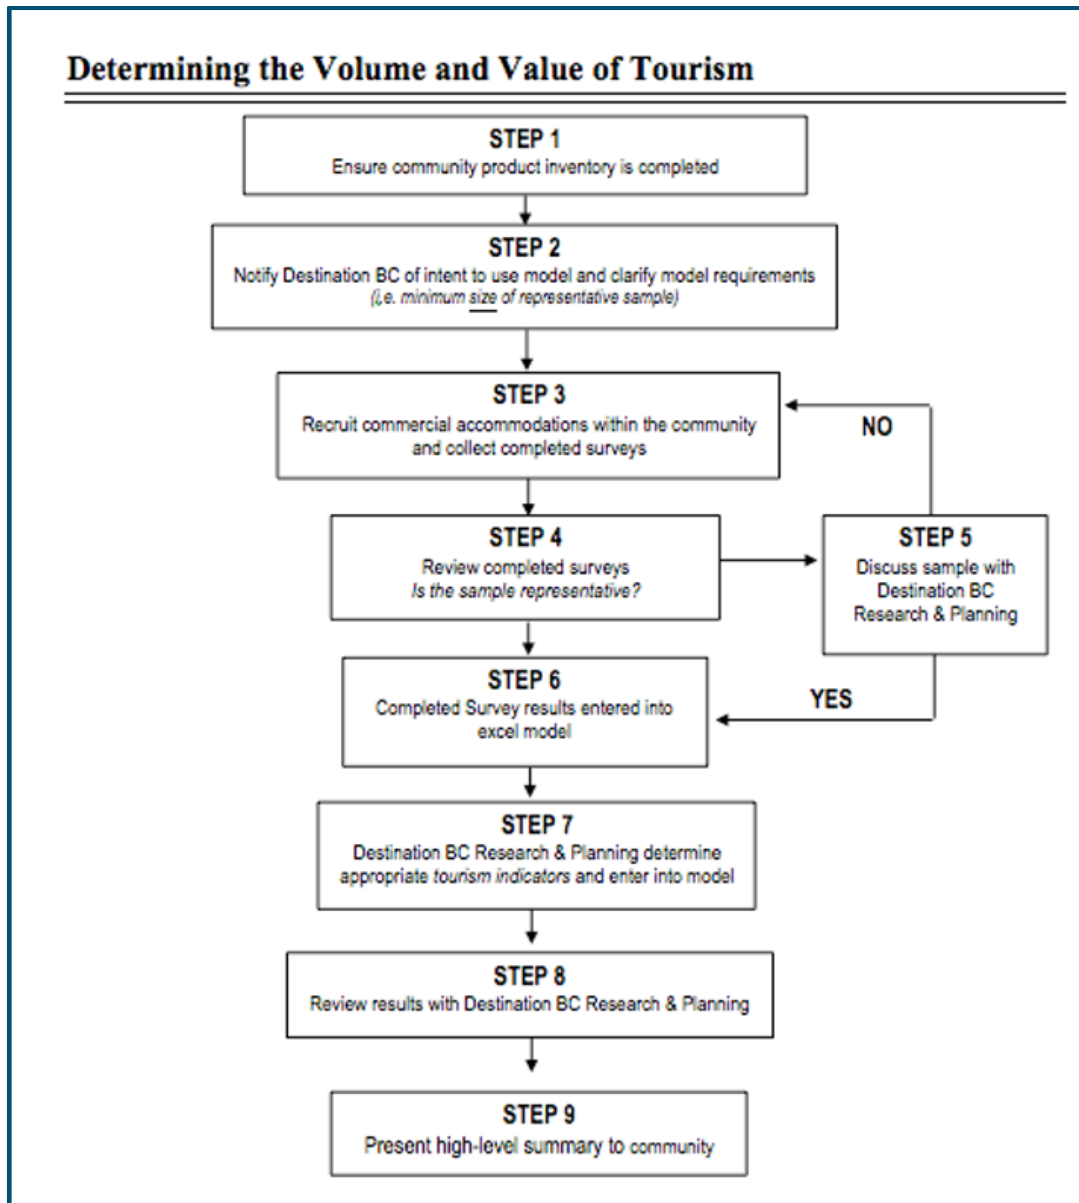 Determining the Volume and Value of Tourism
STEP 1
Ensure community product inventory is completed
STEP 2
Notify Destination BC of intent to use model and clarify model requirements
(i,e. minimum size of representative sample)
STEP 3
Recruit commercial accommodations within the community
and collect completed surveys
NO
STEP 4
Review completed surveys
Is the sample representative?
STEP 5
Discuss sample with
Destination BC
Research & Planning
STEP 6
Completed Survey results entered into
excel model
YES
STEP 7
Destination BC Research & Planning determine
appropriate tourism indicators and enter into model
STEP 8
Review results with Destination BC Research & Planning
STEP 9
Present high-level summary to community